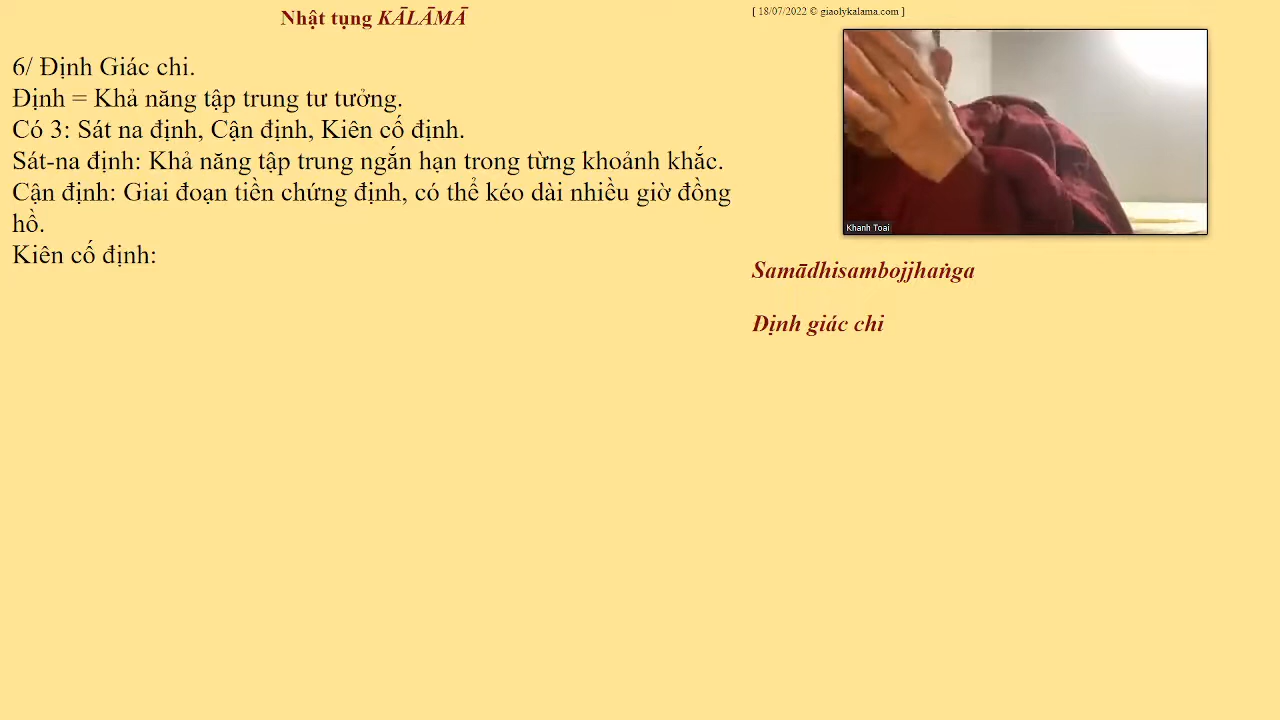 Nhật tụng KĀLĀMĀ
6/ Định Giác chi.
Định = Khả năng tập trung tư tưởng.
Có 3: Sát na định, Cận định, Kiên cố định.
Sát-na định: Khả năng tập trung ngắn hạn trong từng khoảnh khắc.
Cận định: Giai đoạn tiền chứng định, có thể kéo dài nhiều giờ đồng
hồ.
Kiên cố định:
[ 18/07/2022 © giaolykalama.com ]
Khanh Toai
Samādhisambojjhaṅga
Định giác chi